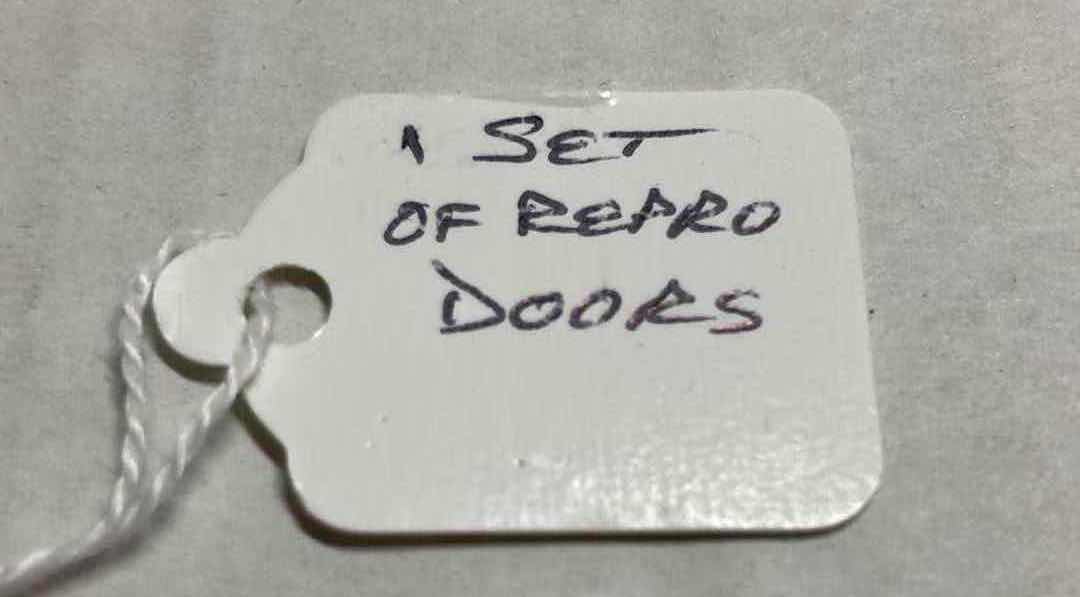 1 SET
OF REPRO
DOORS